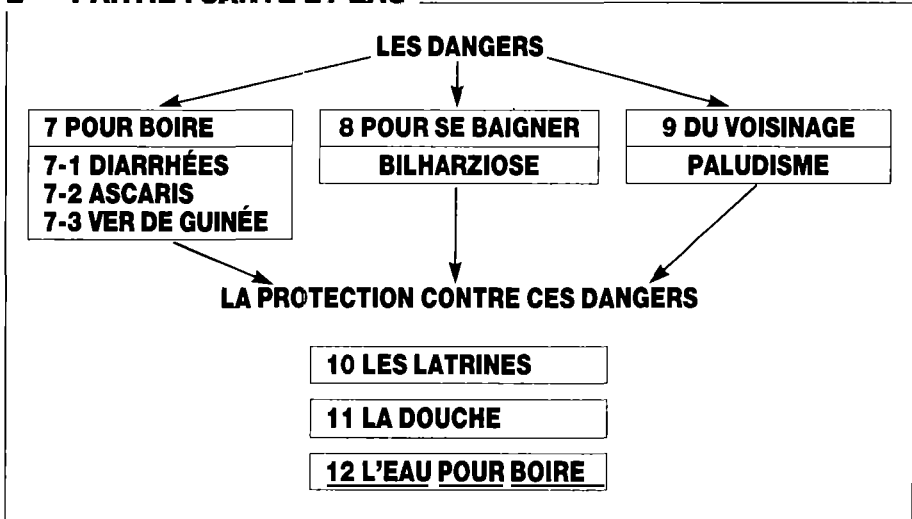 LES DANGERS
7 POUR BOIRE
7-1 DIARRHÉES
7-2 ASCARIS
7-3 VER DE GUINÉE
8 POUR SE BAIGNER
BILHARZIOSE
9 DU VOISINAGE
PALUDISME
LA PROTECTION CONTRE CES DANGERS
10 LES LATRINES
11 LA DOUCHE
12 L'EAU POUR BOIRE